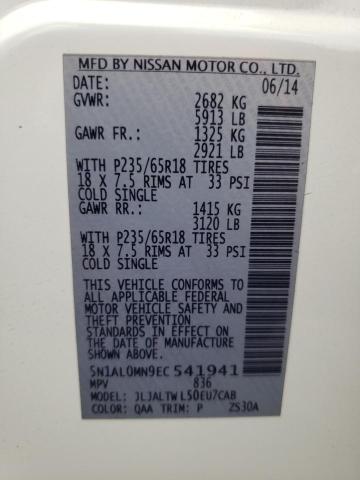 MFD BY NISSAN MOTOR CO., LTD.
DATE: 06/14
GVWR: 2682 KG
5913 LB
GAWR FR.: 1325 KG
2921 LB
WITH P235/65R18 TIRES
18 X 7.5 RIMS AT 33 PSI
COLD SINGLE
GAWR RR.: 1415 KG
3120 LB
WITH P235/65R18 TIRES
18 X 7.5 RIMS AT 33 PSI
COLD SINGLE
THIS VEHICLE CONFORMS TO
ALL APPLICABLE FEDERAL
MOTOR VEHICLE SAFETY
STANDARDS IN EFFECT ON
THE DATE OF MANUFACTURE
SHOWN ABOVE.
5N1AL0MN9EC541941
MPV 836
MODEL: JLJALTWL50EU7CAB
COLOR: QAA TRIM: P ZS30A